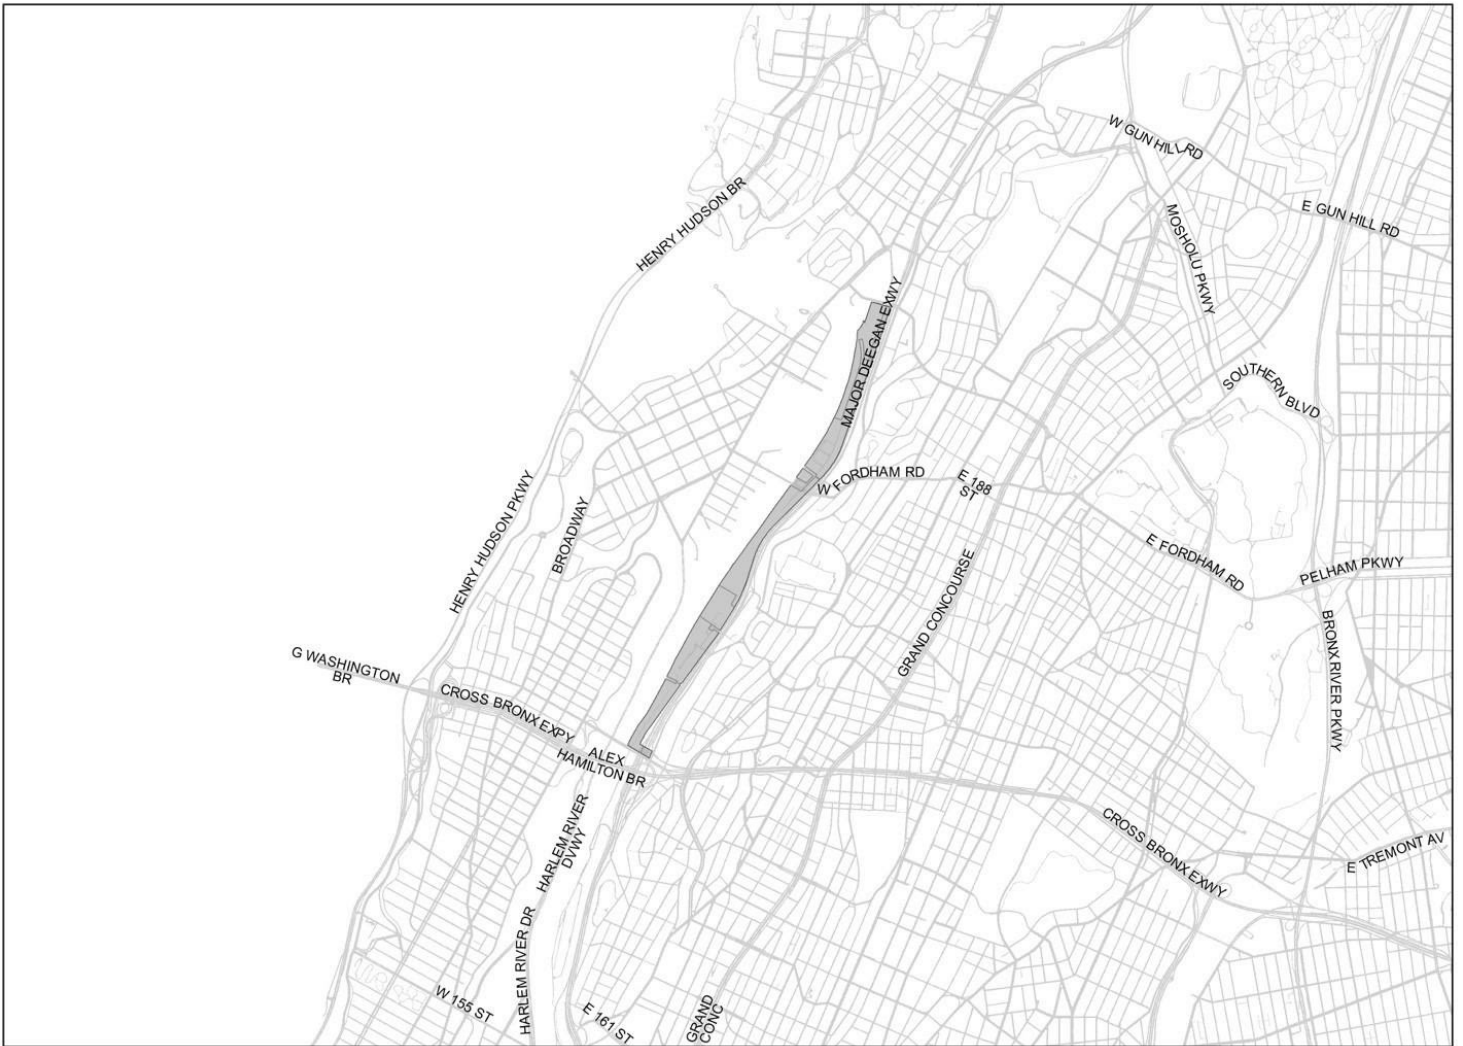 W GUN HILL RD
HENRY HUDSON BR
E GUN HILL RD
MOSHOLU PKWY
MAJOR DEEGAN EXWY
SOUTHERN BLVD
W FORDHAM RD
E 188
ST
HENRY HUDSON PKWY
BROADWAY
E FORDHAM RD
PELHAM PKWY
GRAND CONCOURSE
BRONX RIVER PKWY
G WASHINGTON
BR
CROSS BRONX EXPY
ALEX
HAMILTON BR
HARLEM RIVER
DVWY
CROSS BRONX EXWY
E TREMONT AV
HARLEM RIVER DR
W 155 ST
E 161 ST
GRAND
CONC